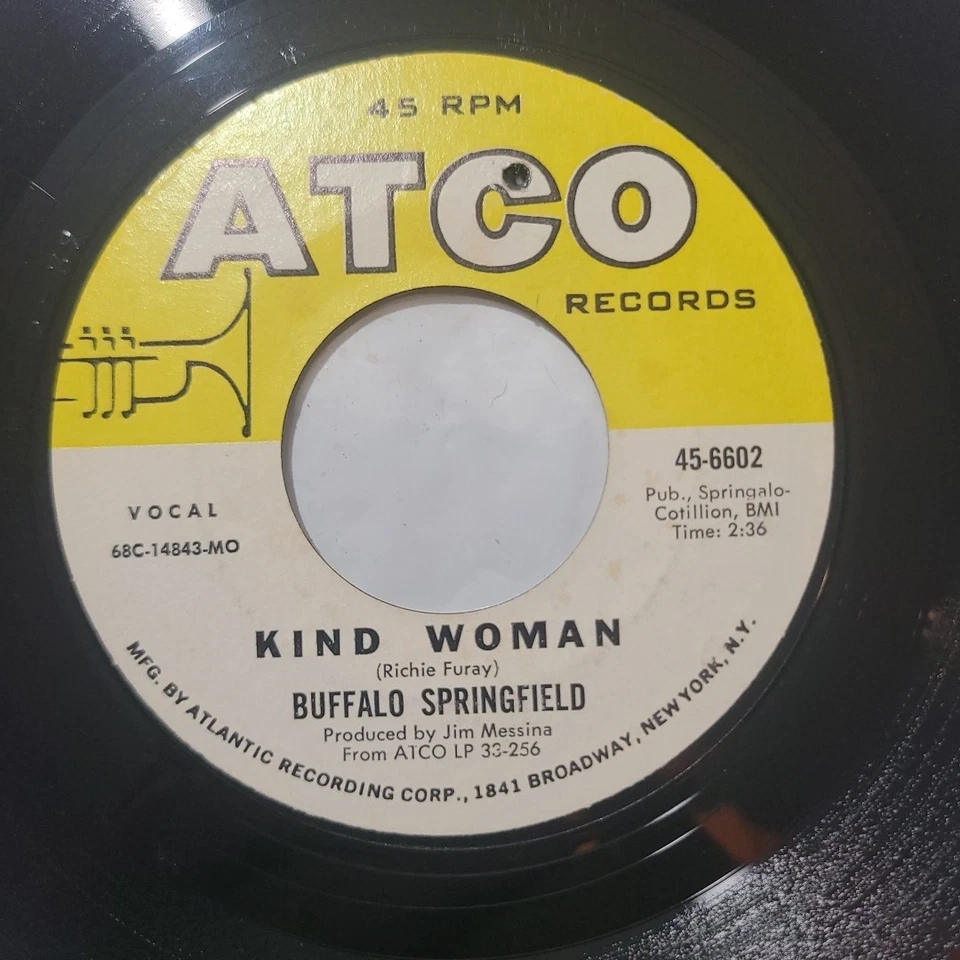 45 RPM
ATCO
RECORDS
45-6602
Pub., Springalo-
Cotillion, BMI
Time: 2:36
VOCAL
68C-14843-MO
KIND WOMAN
(Richie Furay)
BUFFALO SPRINGFIELD
Produced by Jim Messina
From ATCO LP 33-256
MFG. BY ATLANTIC RECORDING CORP., 1841 BROADWAY, NEW YORK, N.Y.